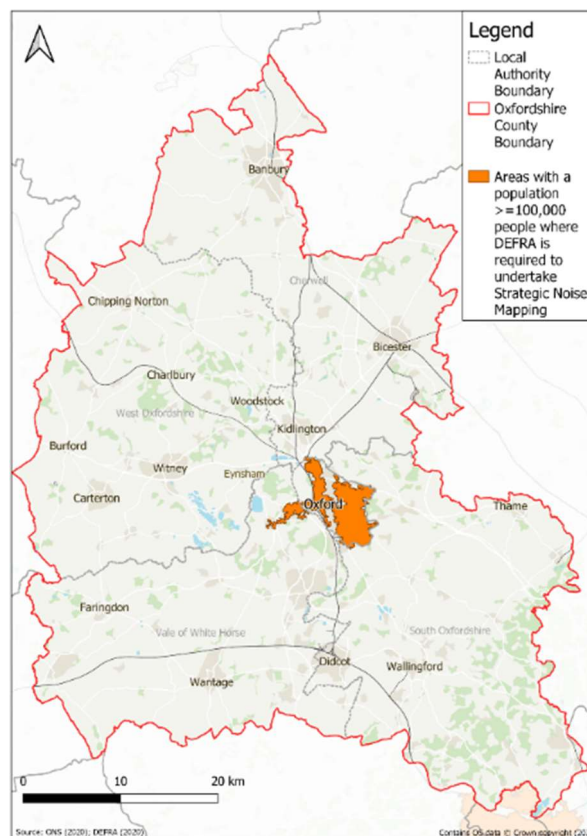 Legend
Local
Authority
Boundary
Oxfordshire
County
Boundary
Areas with a
population
>=100,000
people where
DEFRA is
required to
undertake
Strategic Noise
Mapping
Banbury
Cherwell
Chipping Norton
Bicester
Charlbury
Woodstock
West Oxfordshire
Kidlington
Burford
Witney
Eynsham
Carterton
Oxford
Thame
Faringdon
Vale of White Horse
South Oxfordshire
Didcot
Wallingford
Wantage
0 10 20 km
Source: ONS (2020); DEFRA (2020).
Contains OS data © Crown copyright (20